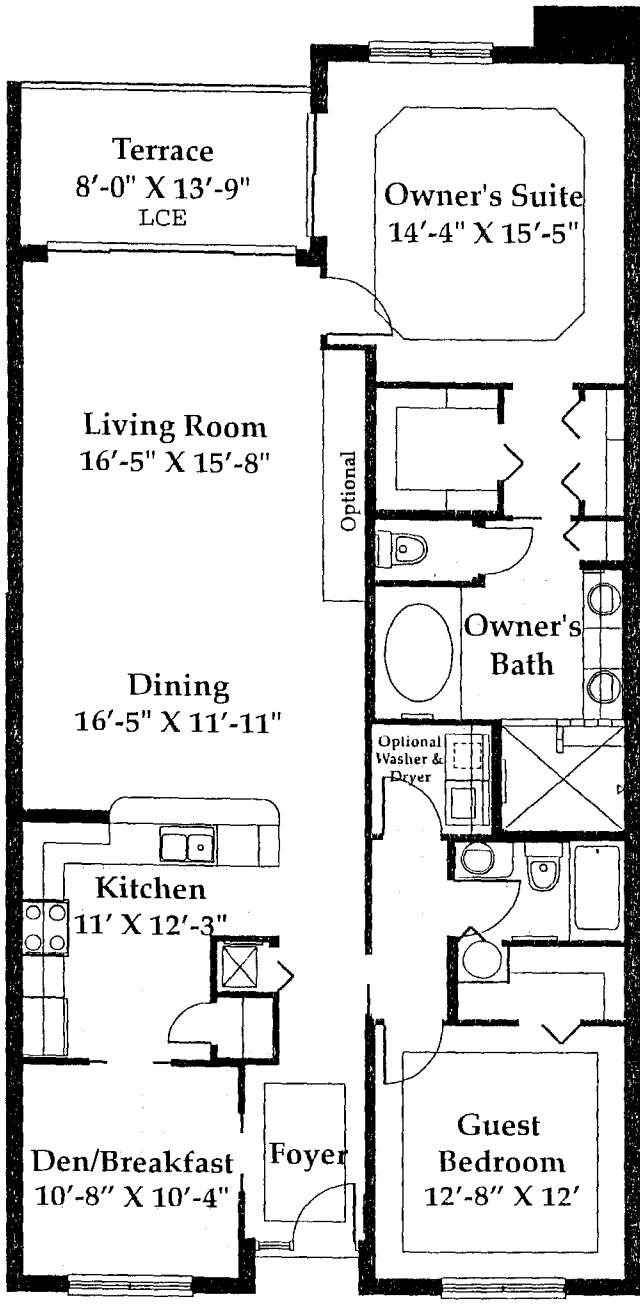 Terrace
8'-0" X 13'-9"
LCE
Owner's Suite
14'-4" X 15'-5"
Living Room
16'-5" X 15'-8"
Optional
Owner's
Bath
Dining
16'-5" X 11'-11"
Optional
Washer &
Dryer
Kitchen
11' X 12'-3"
Den/Breakfast
10'-8" X 10'-4"
Foyer
Guest
Bedroom
12'-8" X 12'